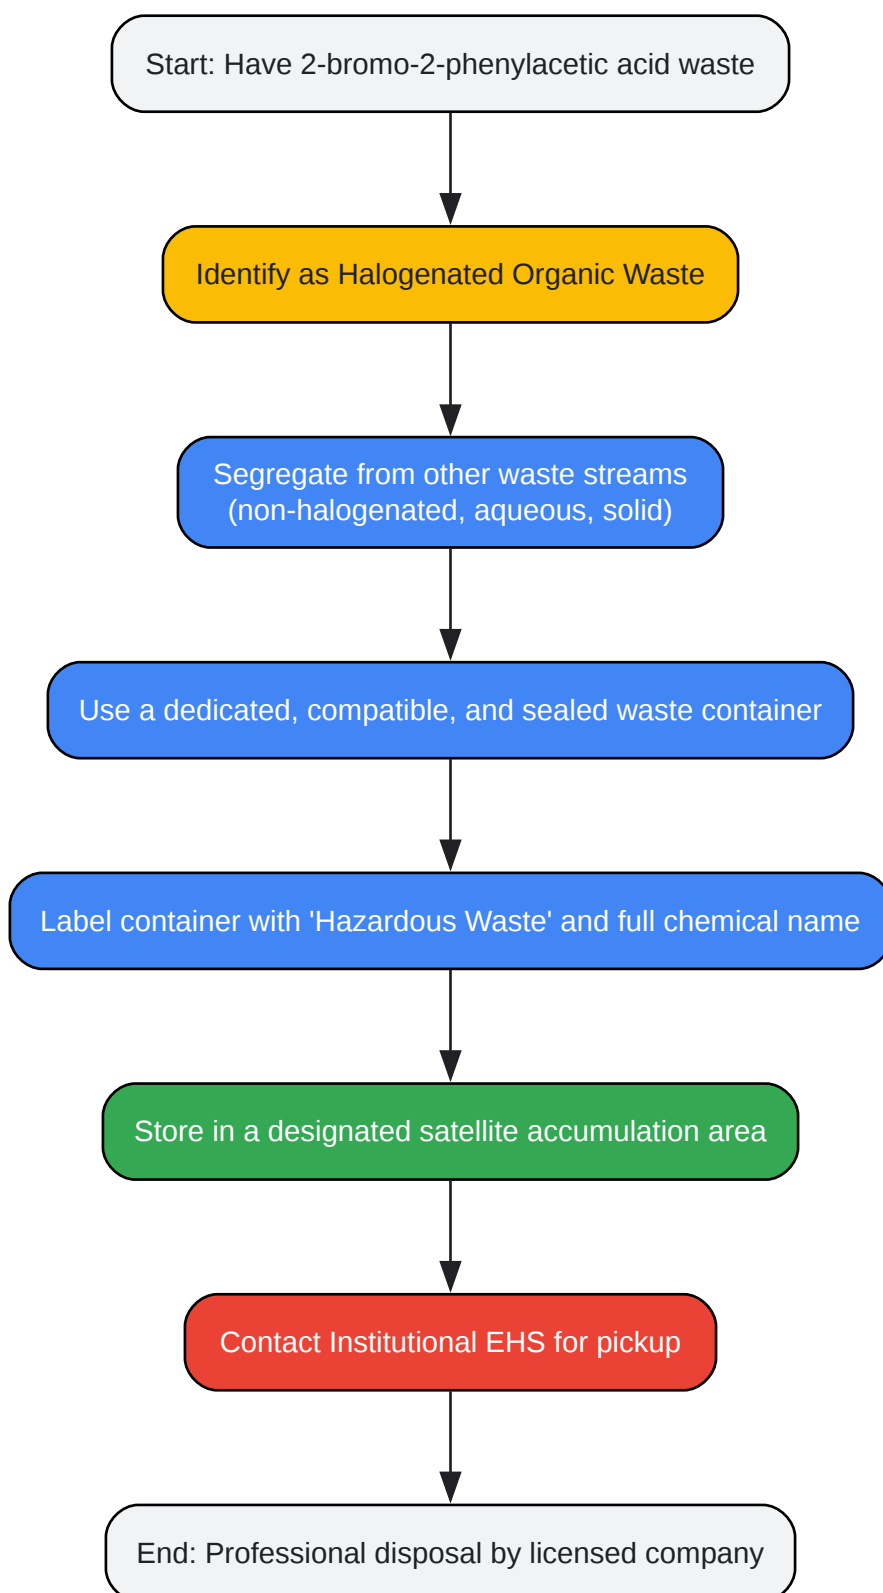 Start: Have 2-bromo-2-phenylacetic acid waste
Identify as Halogenated Organic Waste
Segregate from other waste streams
(non-halogenated, aqueous, solid)
Use a dedicated, compatible, and sealed waste container
Label container with 'Hazardous Waste' and full chemical name
Store in a designated satellite accumulation area
Contact Institutional EHS for pickup
End: Professional disposal by licensed company